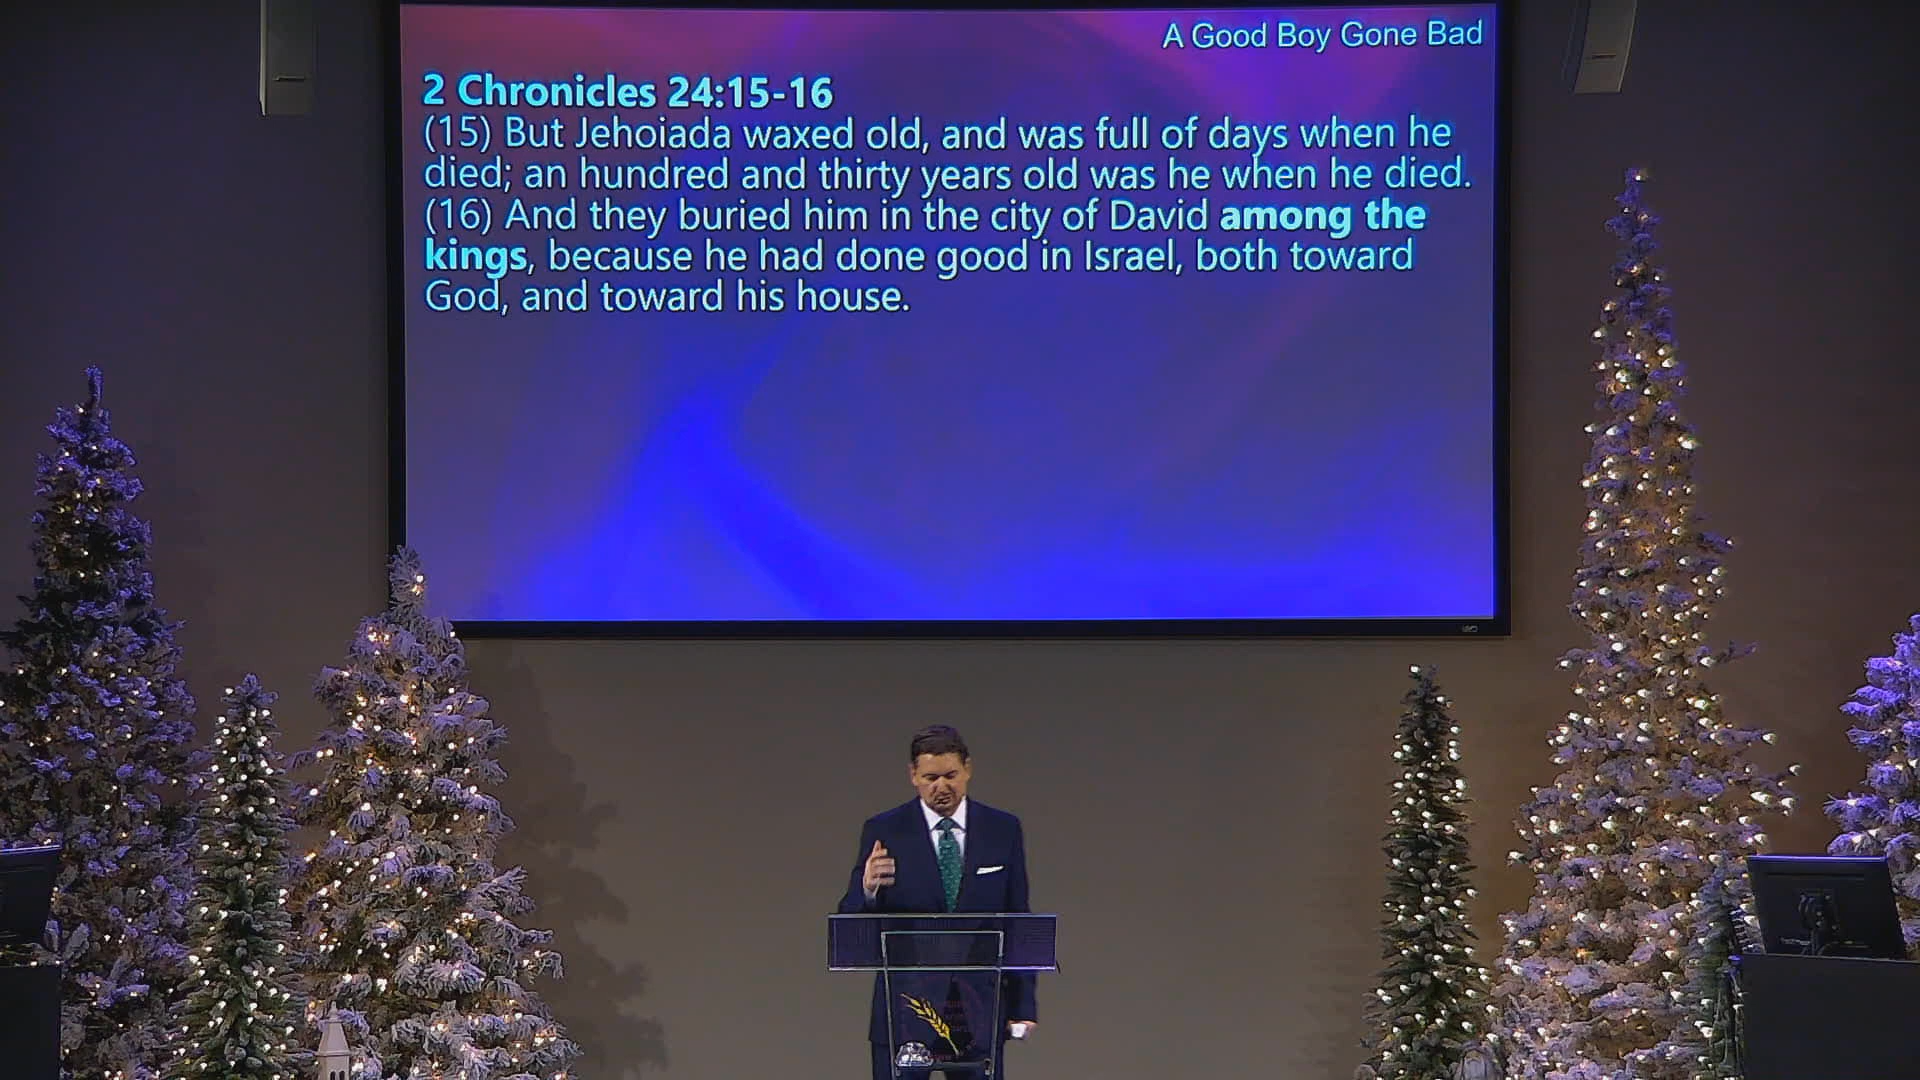 A Good Boy Gone Bad
2 Chronicles 24:15-16
(15) But Jehoiada waxed old, and was full of days when he
died; an hundred and thirty years old was he when he died.
(16) And they buried him in the city of David among the
kings, because he had done good in Israel, both toward
God, and toward his house.